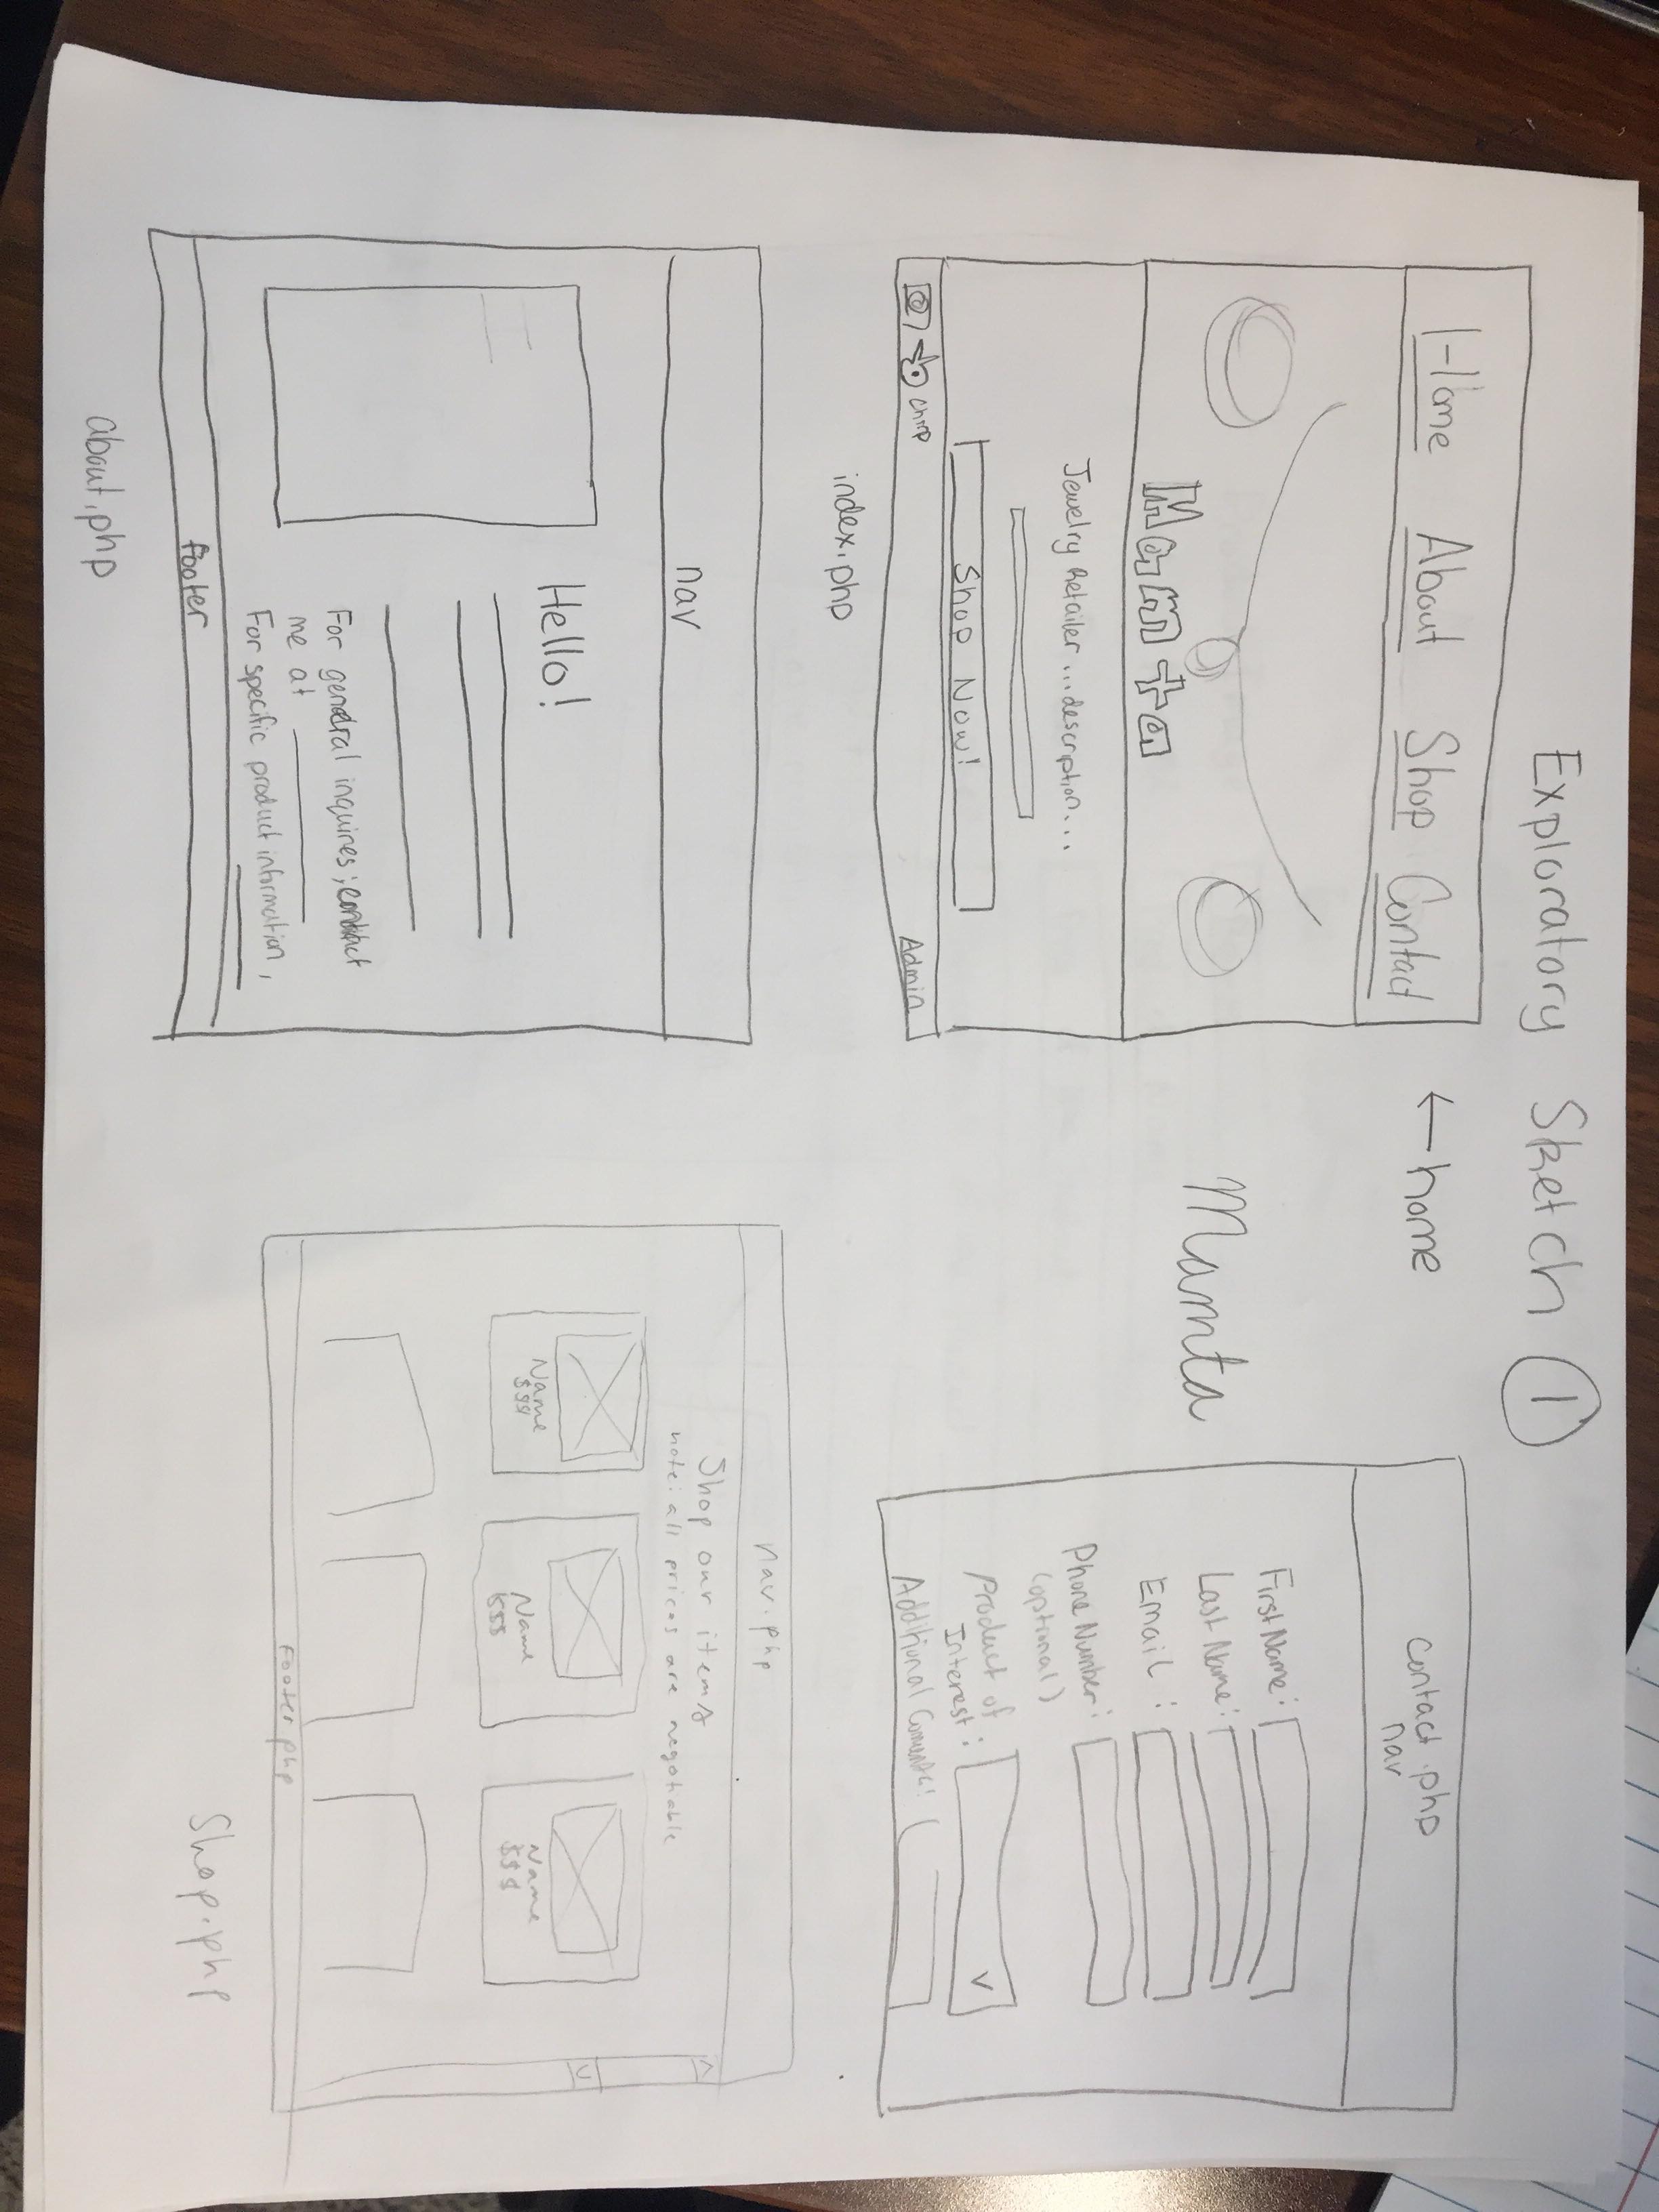 Exploratory Sketch 1
← home
Home About Shop Contact
Mamta
Jewelry Retailer...description...
Shop Now!
Admin
index.php
Mamta
contact.php
nav
First Name:
Last Name:
Email:
Phone Number:
(optional)
Product of
Interest:
Additional Comments:
nav
Hello!
For general inquiries, contact
me at
For specific product information,
footer
about.php
nav.php
Shop our items
note: all prices are negotiable
Name
$$$
Name
$$$
Name
$$$
footer.php
Shop.php